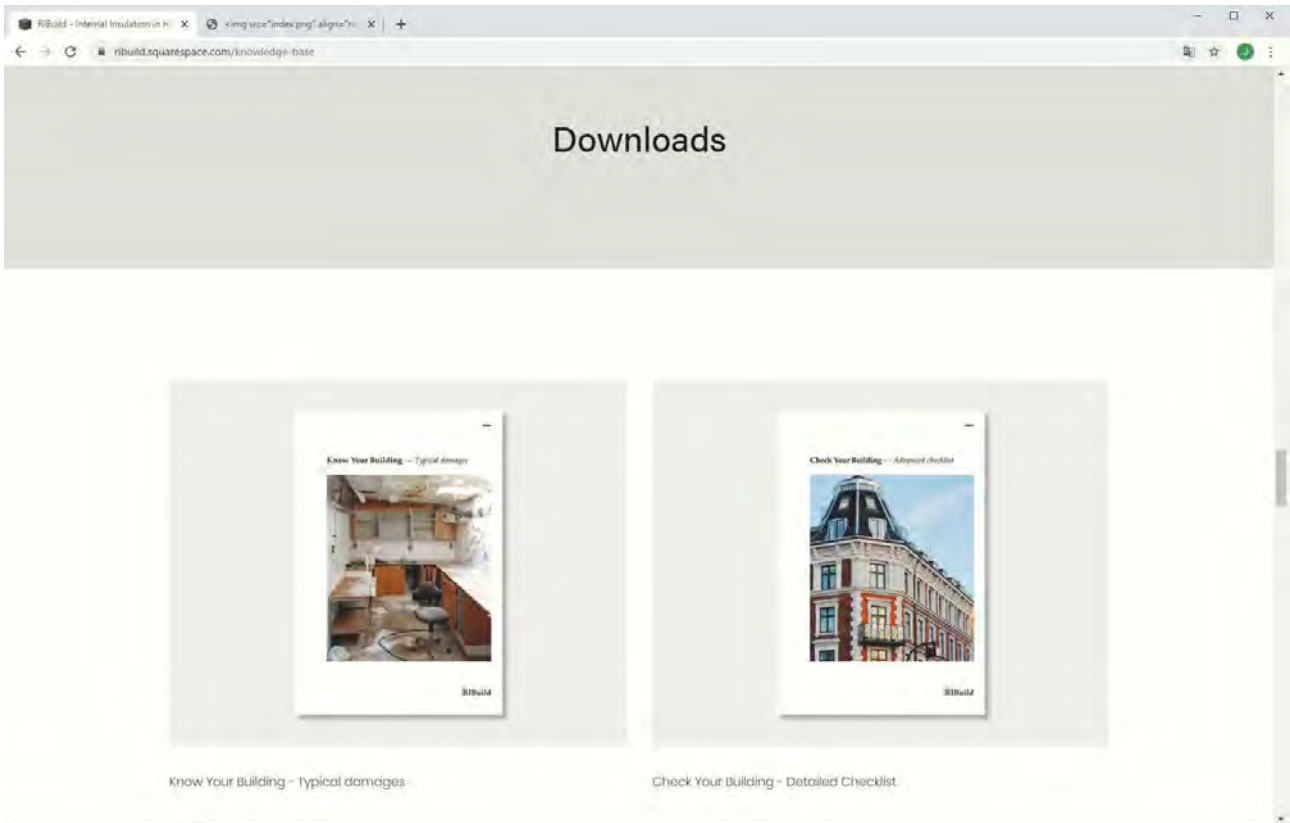 RIBuild - Internal Insulation in H
<img src="index.png" align="r
ribuild.squarespace.com/knowledge-base
J
Downloads
Know Your Building — Typical damages
Check Your Building — Advanced checklist
RIBuild
RIBuild
Know Your Building - Typical damages
Check Your Building - Detailed Checklist